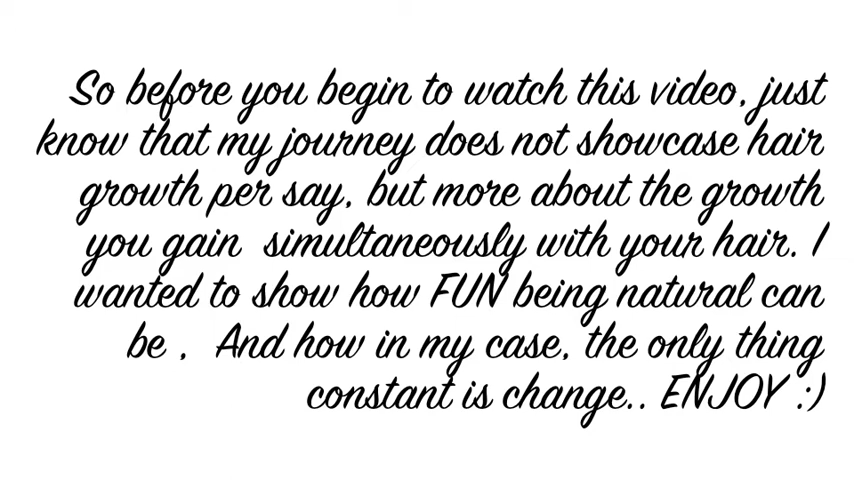 So before you begin to watch this video, just
know that my journey does not showcase hair
growth per say, but more about the growth
you gain  simultaneously with your hair. I
wanted to show how FUN being natural can
be ,  And how in my case, the only thing
constant is change.. ENJOY :)